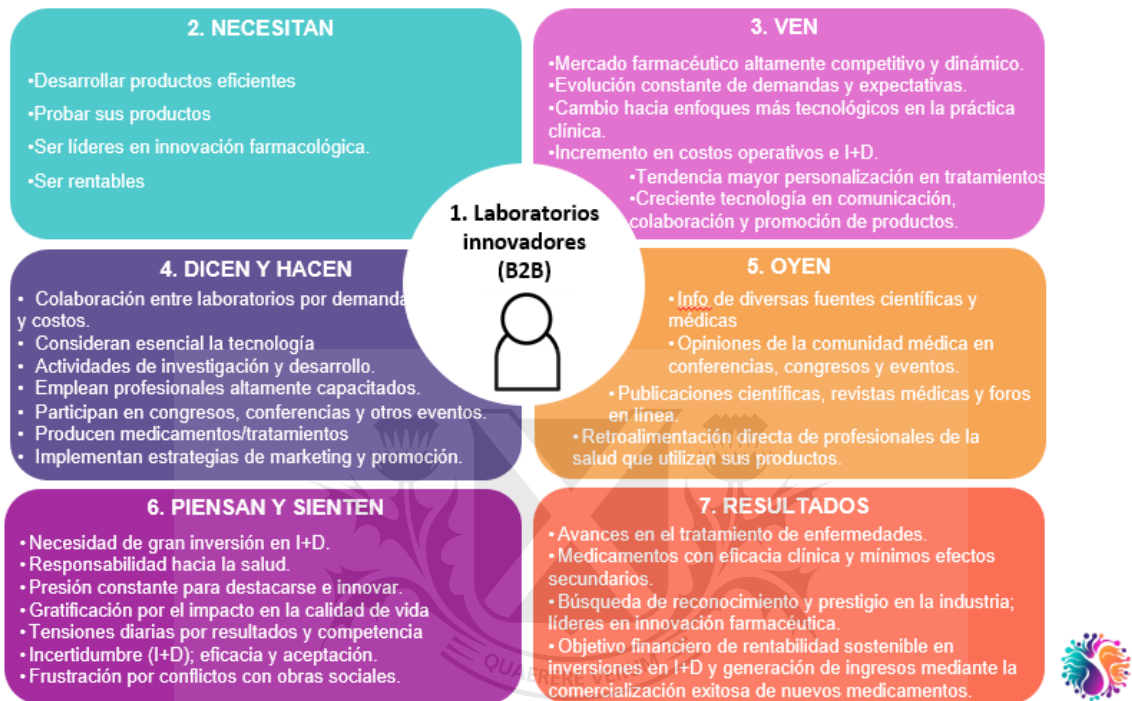 2. NECESITAN
•Desarrollar productos eficientes
•Probar sus productos
•Ser líderes en innovación farmacológica.
•Ser rentables
3. VEN
•Mercado farmacéutico altamente competitivo y dinámico.
•Evolución constante de demandas y expectativas.
•Cambio hacia enfoques más tecnológicos en la práctica
clínica.
•Incremento en costos operativos e I+D.
•Tendencia mayor personalización en tratamientos
•Creciente tecnología en comunicación,
colaboración y promoción de productos.
1. Laboratorios
innovadores
(B2B)
4. DICEN Y HACEN
• Colaboración entre laboratorios por demanda
y costos.
• Consideran esencial la tecnología
• Actividades de investigación y desarrollo.
• Emplean profesionales altamente capacitados.
• Participan en congresos, conferencias y otros eventos.
• Producen medicamentos/tratamientos
• Implementan estrategias de marketing y promoción.
5. OYEN
•Info de diversas fuentes científicas y
médicas
•Opiniones de la comunidad médica en
conferencias, congresos y eventos.
•Publicaciones científicas, revistas médicas y foros
en línea.
•Retroalimentación directa de profesionales de la
salud que utilizan sus productos.
6. PIENSAN Y SIENTEN
•Necesidad de gran inversión en I+D.
•Responsabilidad hacia la salud.
•Presión constante para destacarse e innovar.
•Gratificación por el impacto en la calidad de vida
•Tensiones diarias por resultados y competencia
•Incertidumbre (I+D); eficacia y aceptación.
•Frustración por conflictos con obras sociales.
7. RESULTADOS
•Avances en el tratamiento de enfermedades.
•Medicamentos con eficacia clínica y mínimos efectos
secundarios.
•Búsqueda de reconocimiento y prestigio en la industria;
líderes en innovación farmacéutica.
•Objetivo financiero de rentabilidad sostenible en
inversiones an I+D y generación de ingresos mediante la
comercialización exitosa de nuevos medicamentos.
QUAERERE VERUM